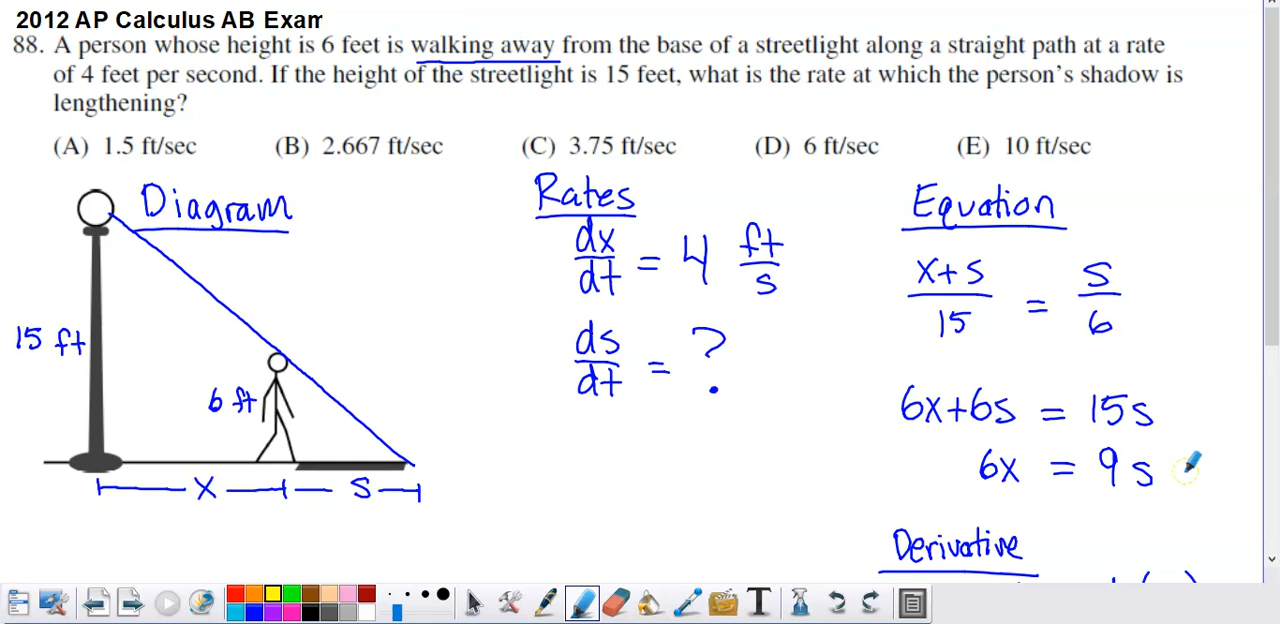 2012 AP Calculus AB Exam
88. A person whose height is 6 feet is walking away from the base of a streetlight along a straight path at a rate
of 4 feet per second. If the height of the streetlight is 15 feet, what is the rate at which the person's shadow is
lengthening?
(A) 1.5 ft/sec (B) 2.667 ft/sec (C) 3.75 ft/sec (D) 6 ft/sec (E) 10 ft/sec
Diagram
15 ft
6 ft
x s
Rates
dx/dt = 4 ft/s
ds/dt = ?
Equation
x+s/15 = s/6
6x+6s = 15s
6x = 9s
Derivative
T